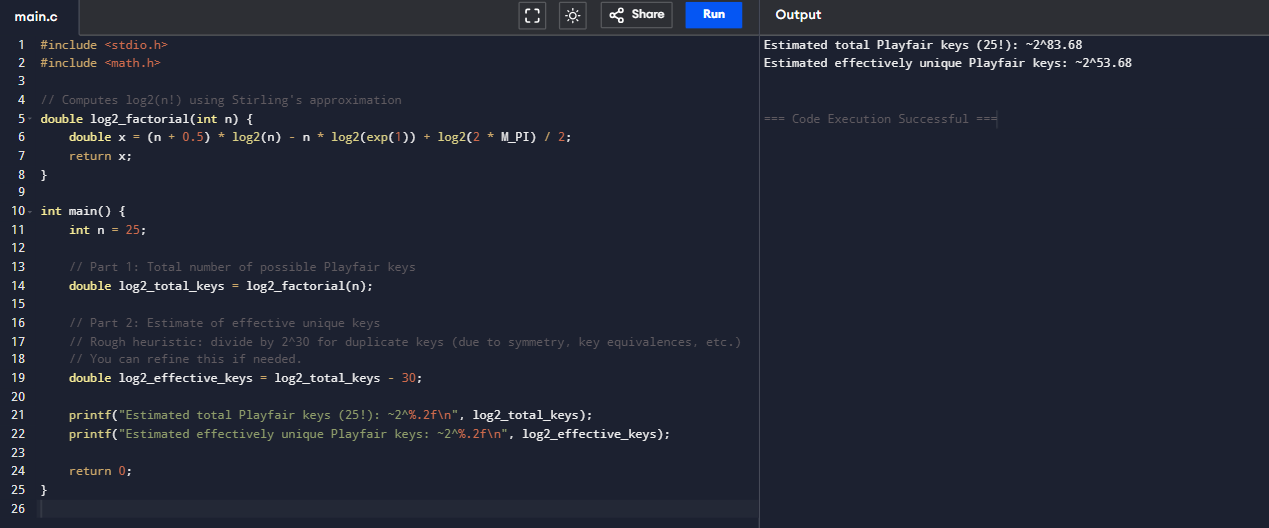 main.c Share Run Output
1 #include <stdio.h>
2 #include <math.h>
3
4 // Computes log2(n!) using Stirling's approximation
5 double log2_factorial(int n) {
6     double x = (n + 0.5) * log2(n) - n * log2(exp(1)) + log2(2 * M_PI) / 2;
7     return x;
8 }
9
10 int main() {
11     int n = 25;
12
13     // Part 1: Total number of possible Playfair keys
14     double log2_total_keys = log2_factorial(n);
15
16     // Part 2: Estimate of effective unique keys
17     // Rough heuristic: divide by 2^30 for duplicate keys (due to symmetry, key equivalences, etc.)
18     // You can refine this if needed.
19     double log2_effective_keys = log2_total_keys - 30;
20
21     printf("Estimated total Playfair keys (25!): ~2^%.2f\n", log2_total_keys);
22     printf("Estimated effectively unique Playfair keys: ~2^%.2f\n", log2_effective_keys);
23
24     return 0;
25 }
26
Estimated total Playfair keys (25!): ~2^83.68
Estimated effectively unique Playfair keys: ~2^53.68
=== Code Execution Successful ===